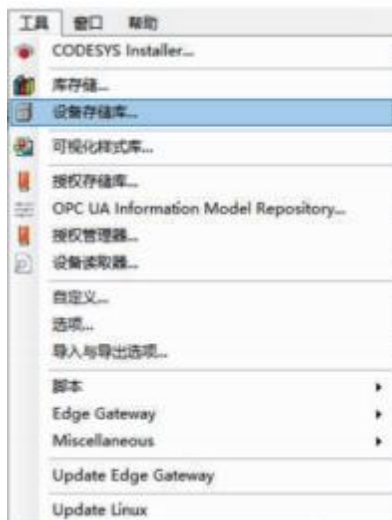 工具 窗口 帮助
CODESYS Installer...
库存储...
设备存储库...
可视化样式库...
授权存储库...
OPC UA Information Model Repository...
授权管理器...
设备读取器...
自定义...
选项...
导入与导出选项...
脚本
Edge Gateway
Miscellaneous
Update Edge Gateway
Update Linux